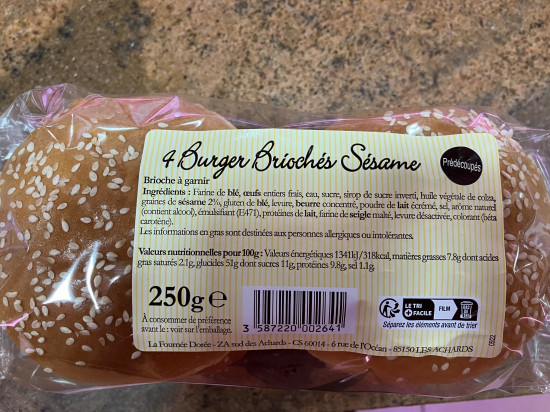 4 Burger Briochés Sésame
Prédécoupés
Brioche à garnir
Ingrédients : Farine de blé, œufs entiers frais, eau, sucre, sirop de sucre inverti, huile végétale de colza,
graines de sésame 2%, gluten de blé, levure, beurre concentré, poudre de lait écrémé, sel, arôme naturel
(contient alcool), émulsifiant (E471), protéines de lait, farine de seigle malté, levure désactivée, colorant (bêta
carotène).
Les informations en gras sont destinées aux personnes allergiques ou intolérantes.
Valeurs nutritionnelles pour 100g : Valeurs énergétiques 1341kJ/318kcal, matières grasses 7.8g dont acides
gras saturés 2.1g, glucides 51g dont sucres 11g, protéines 9.8g, sel 1.1g.
250g e
À consommer de préférence
avant le : voir sur l'emballage.
3 587220 002641
LE TRI
+ FACILE
FILM
Séparez les éléments avant de trier
La Fournée Dorée - ZA sud des Achards - CS 60014 - 6 rue de l'Océan - 85150 LES ACHARDS
0522